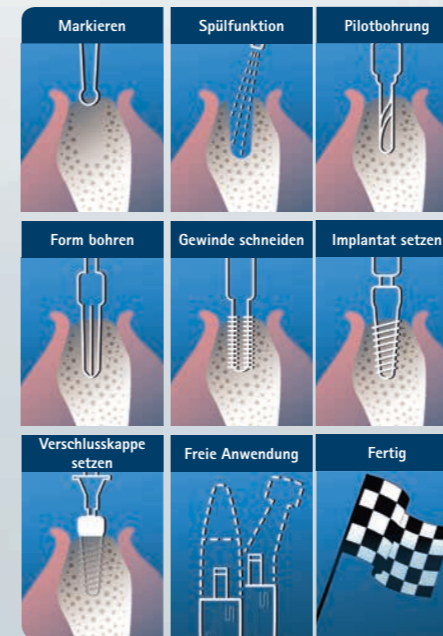 Markieren
Spülfunktion
Pilotbohrung
Form bohren
Gewinde schneiden
Implantat setzen
Verschlusskappe
setzen
Freie Anwendung
Fertig